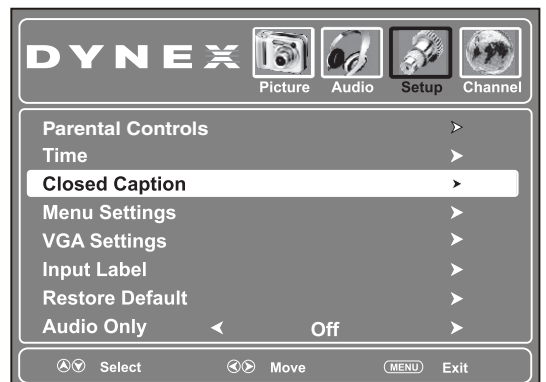 DYNEX
Picture Audio Setup Channel
Parental Controls
Time
Closed Caption
Menu Settings
VGA Settings
Input Label
Restore Default
Audio Only Off
Select Move MENU Exit